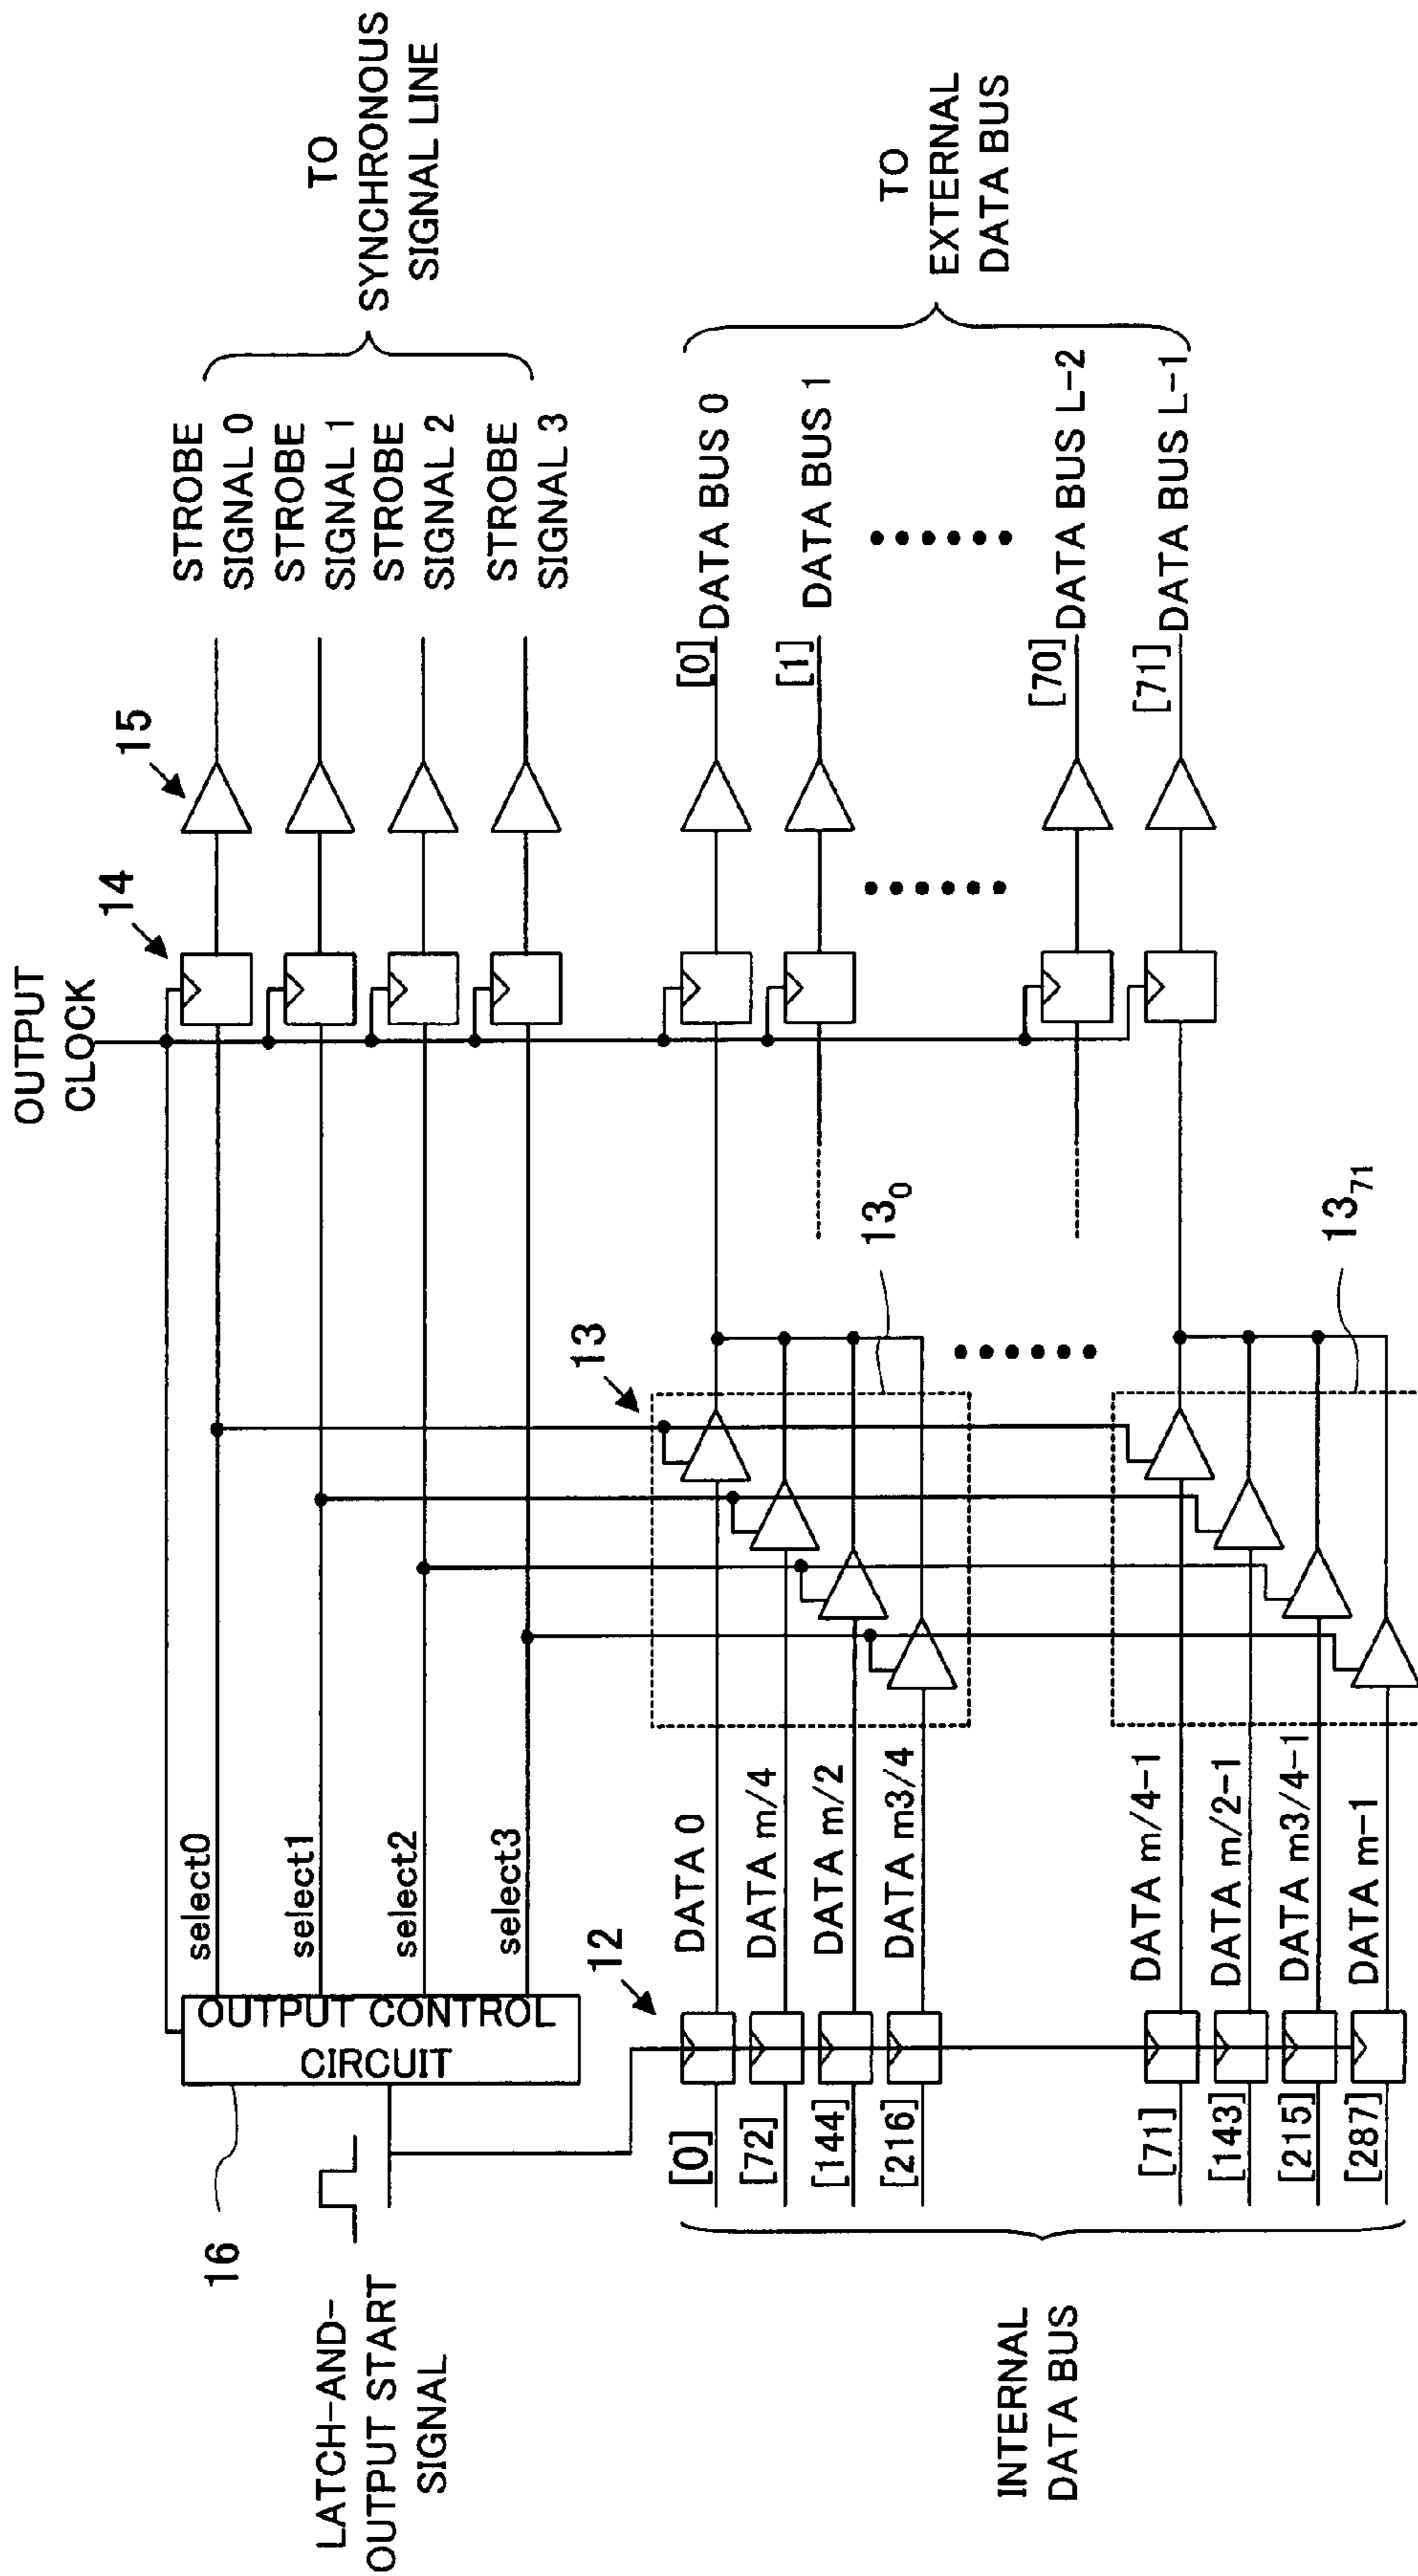 OUTPUT
CLOCK
14
15
STROBE
SIGNAL 0
STROBE
SIGNAL 1
STROBE
SIGNAL 2
STROBE
SIGNAL 3
TO
SYNCHRONOUS
SIGNAL LINE
16
LATCH-AND-
OUTPUT START
SIGNAL
OUTPUT CONTROL
CIRCUIT
select0
select1
select2
select3
12
13
13₀
13₇₁
INTERNAL
DATA BUS
[0]
[72]
[144]
[216]
[71]
[143]
[215]
[287]
DATA 0
DATA m/4
DATA m/2
DATA m3/4
DATA m/4-1
DATA m/2-1
DATA m3/4-1
DATA m-1
[0] DATA BUS 0
[1] DATA BUS 1
[70] DATA BUS L-2
[71] DATA BUS L-1
TO
EXTERNAL
DATA BUS